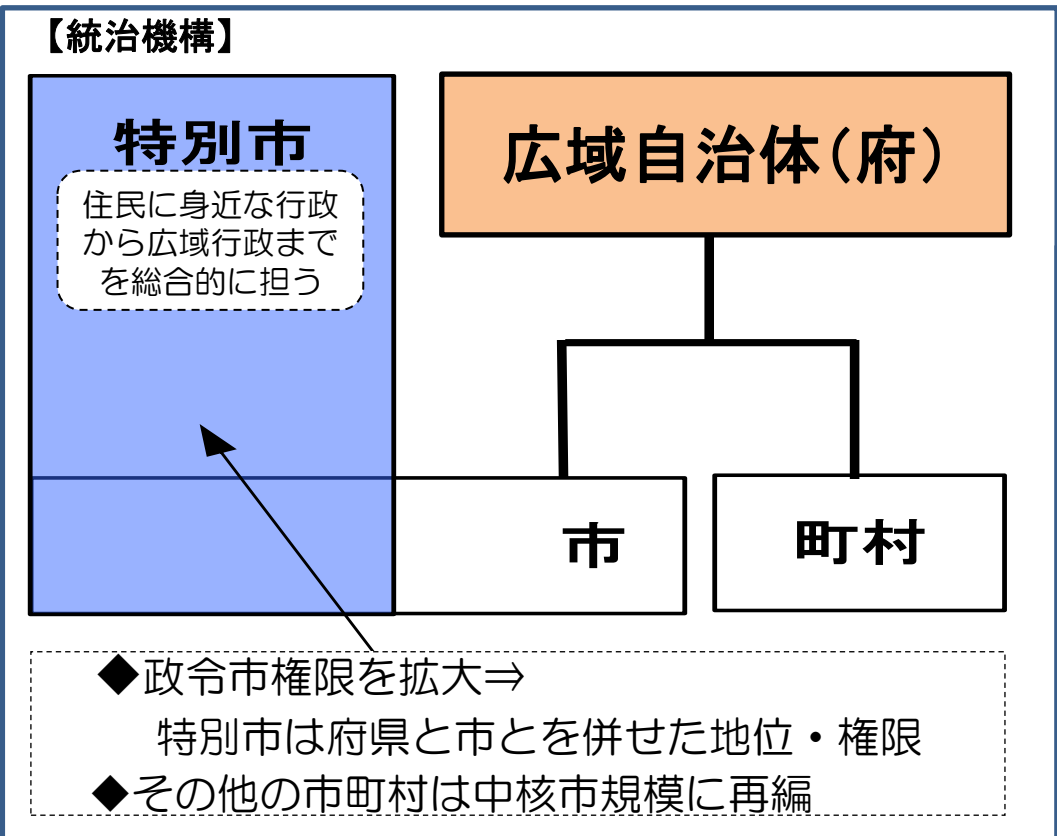 【統治機構】
特別市
住民に身近な行政
から広域行政まで
を総合的に担う
広域自治体（府）
市
町村
◆政令市権限を拡大⇒
特別市は府県と市とを併せた地位・権限
◆その他の市町村は中核市規模に再編